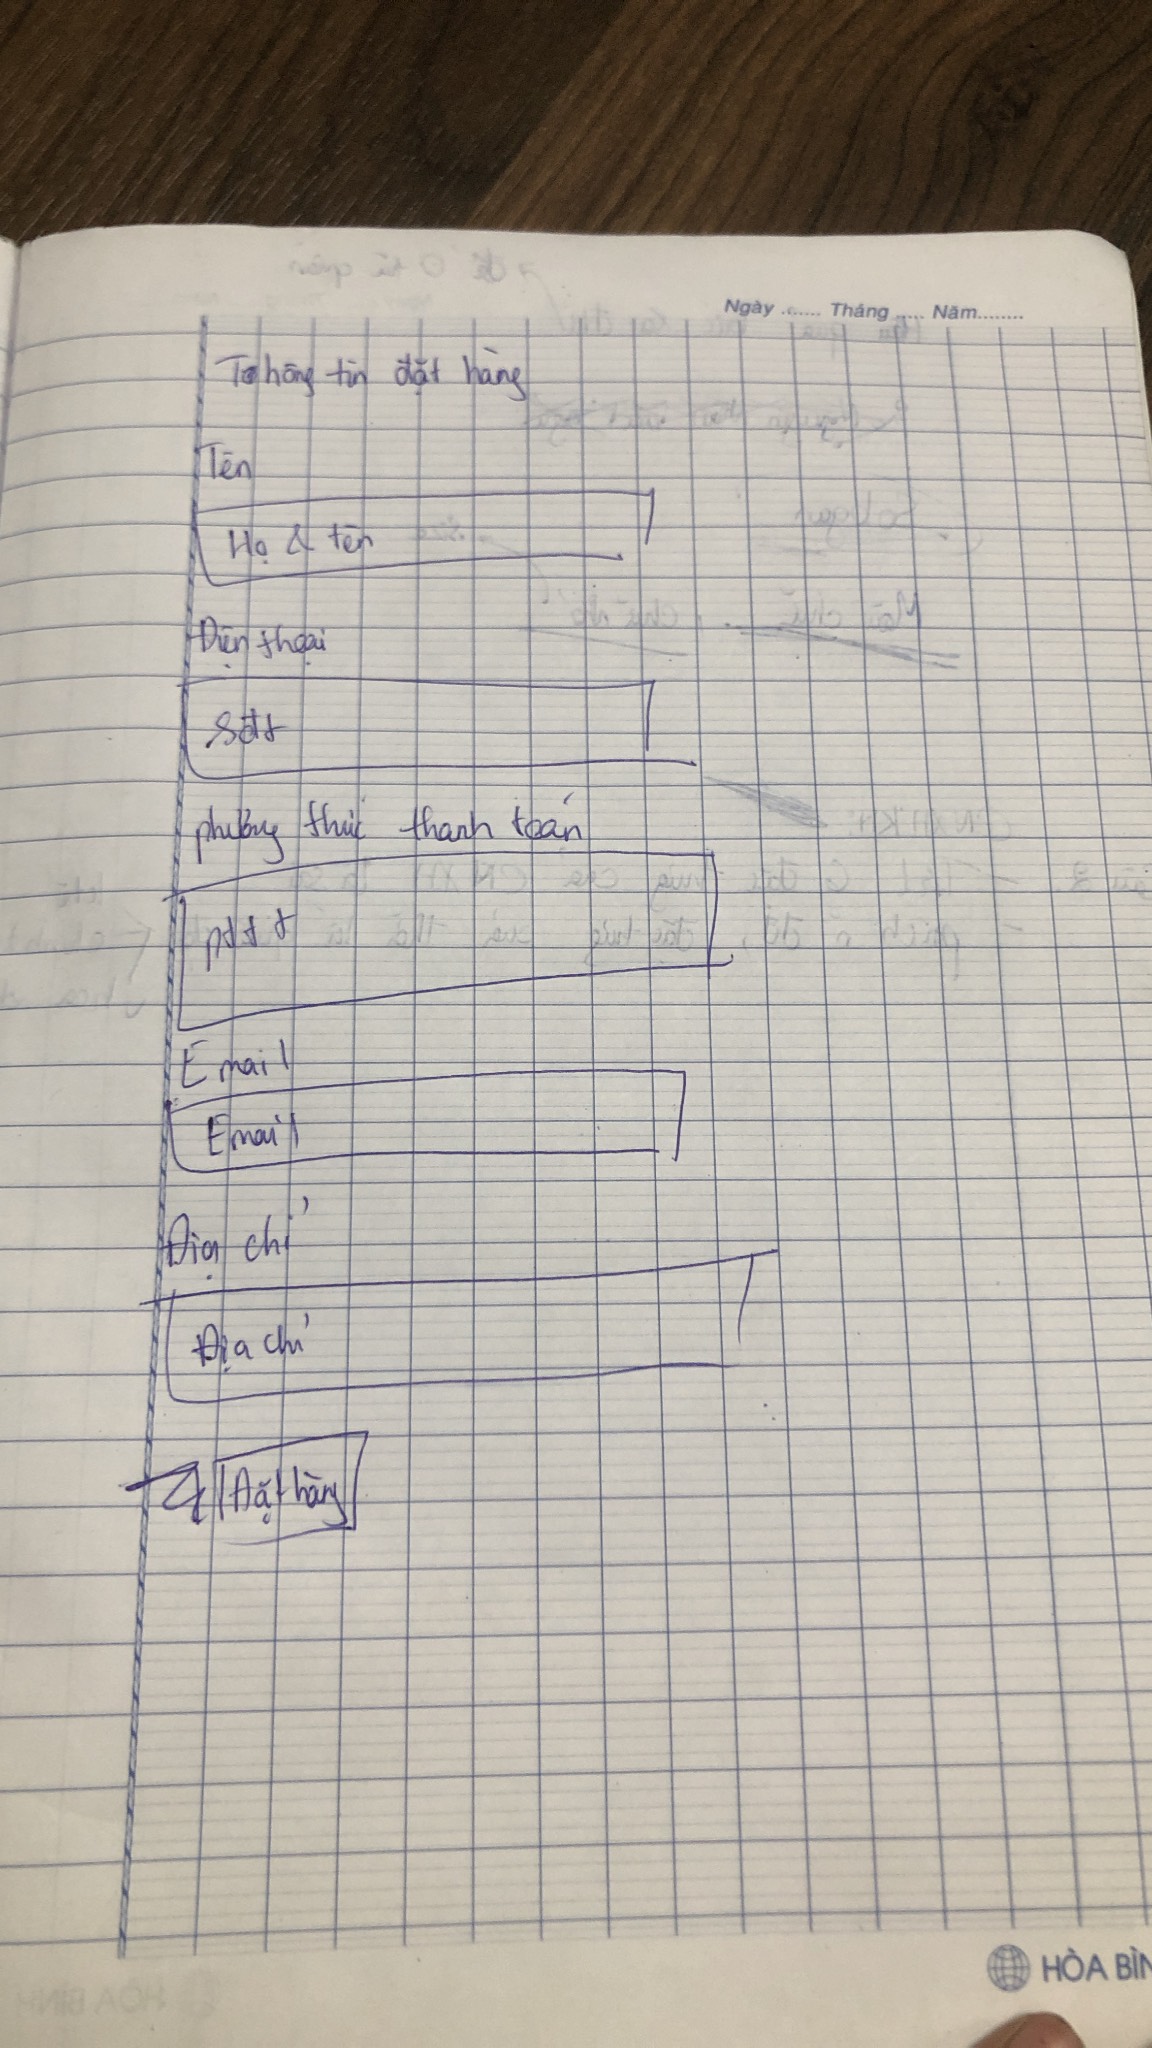 Ngày ....... Tháng ..... Năm........
Thông tin đặt hàng
Tên
Họ & tên
Điện thoại
Sđt
phương thức thanh toán
pttt
Email
Email
Địa chỉ
Địa chỉ
Đặt hàng
HÒA BÌN